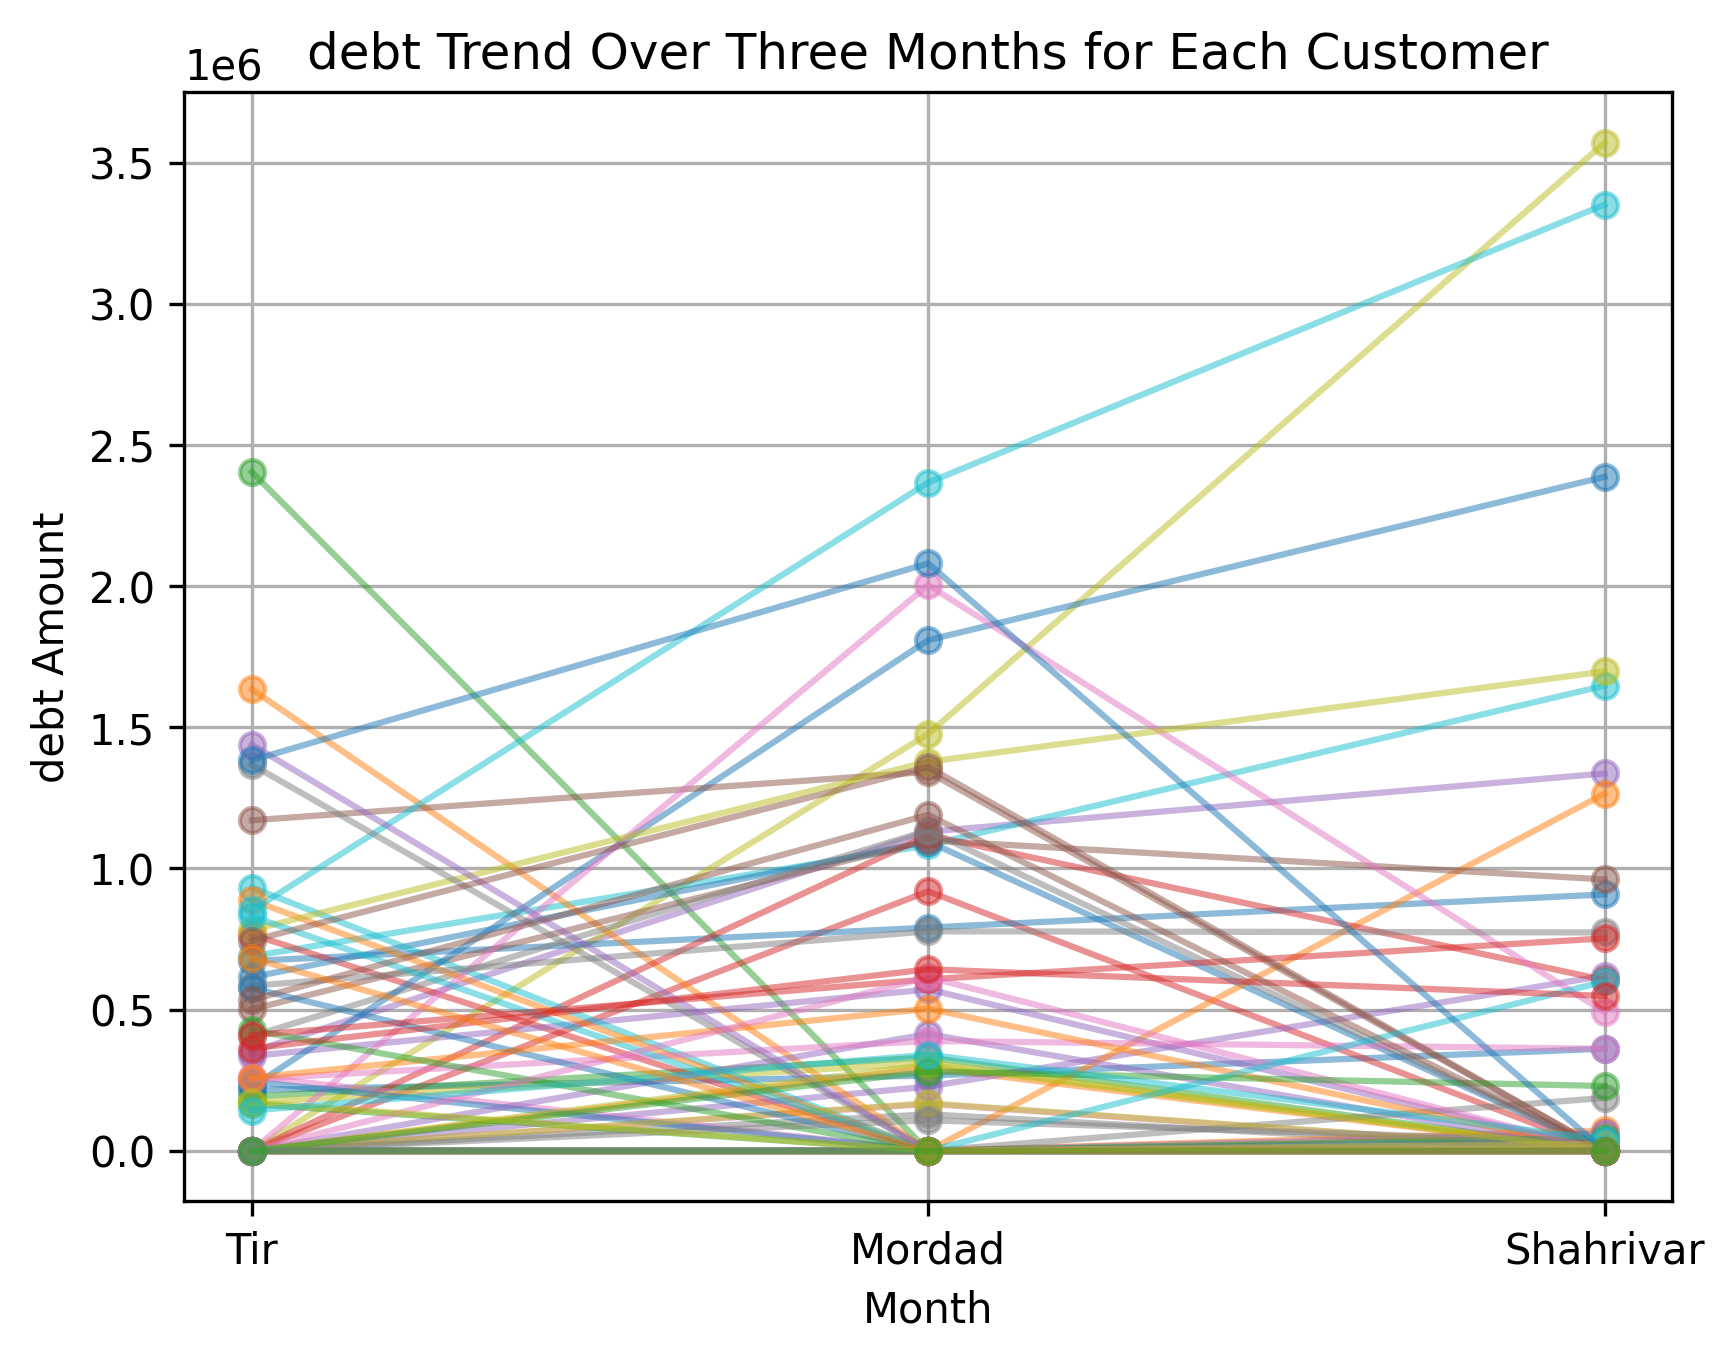 debt Trend Over Three Months for Each Customer
1e6
3.5
3.0
2.5
2.0
1.5
1.0
0.5
0.0
debt Amount
Tir
Mordad
Shahrivar
Month